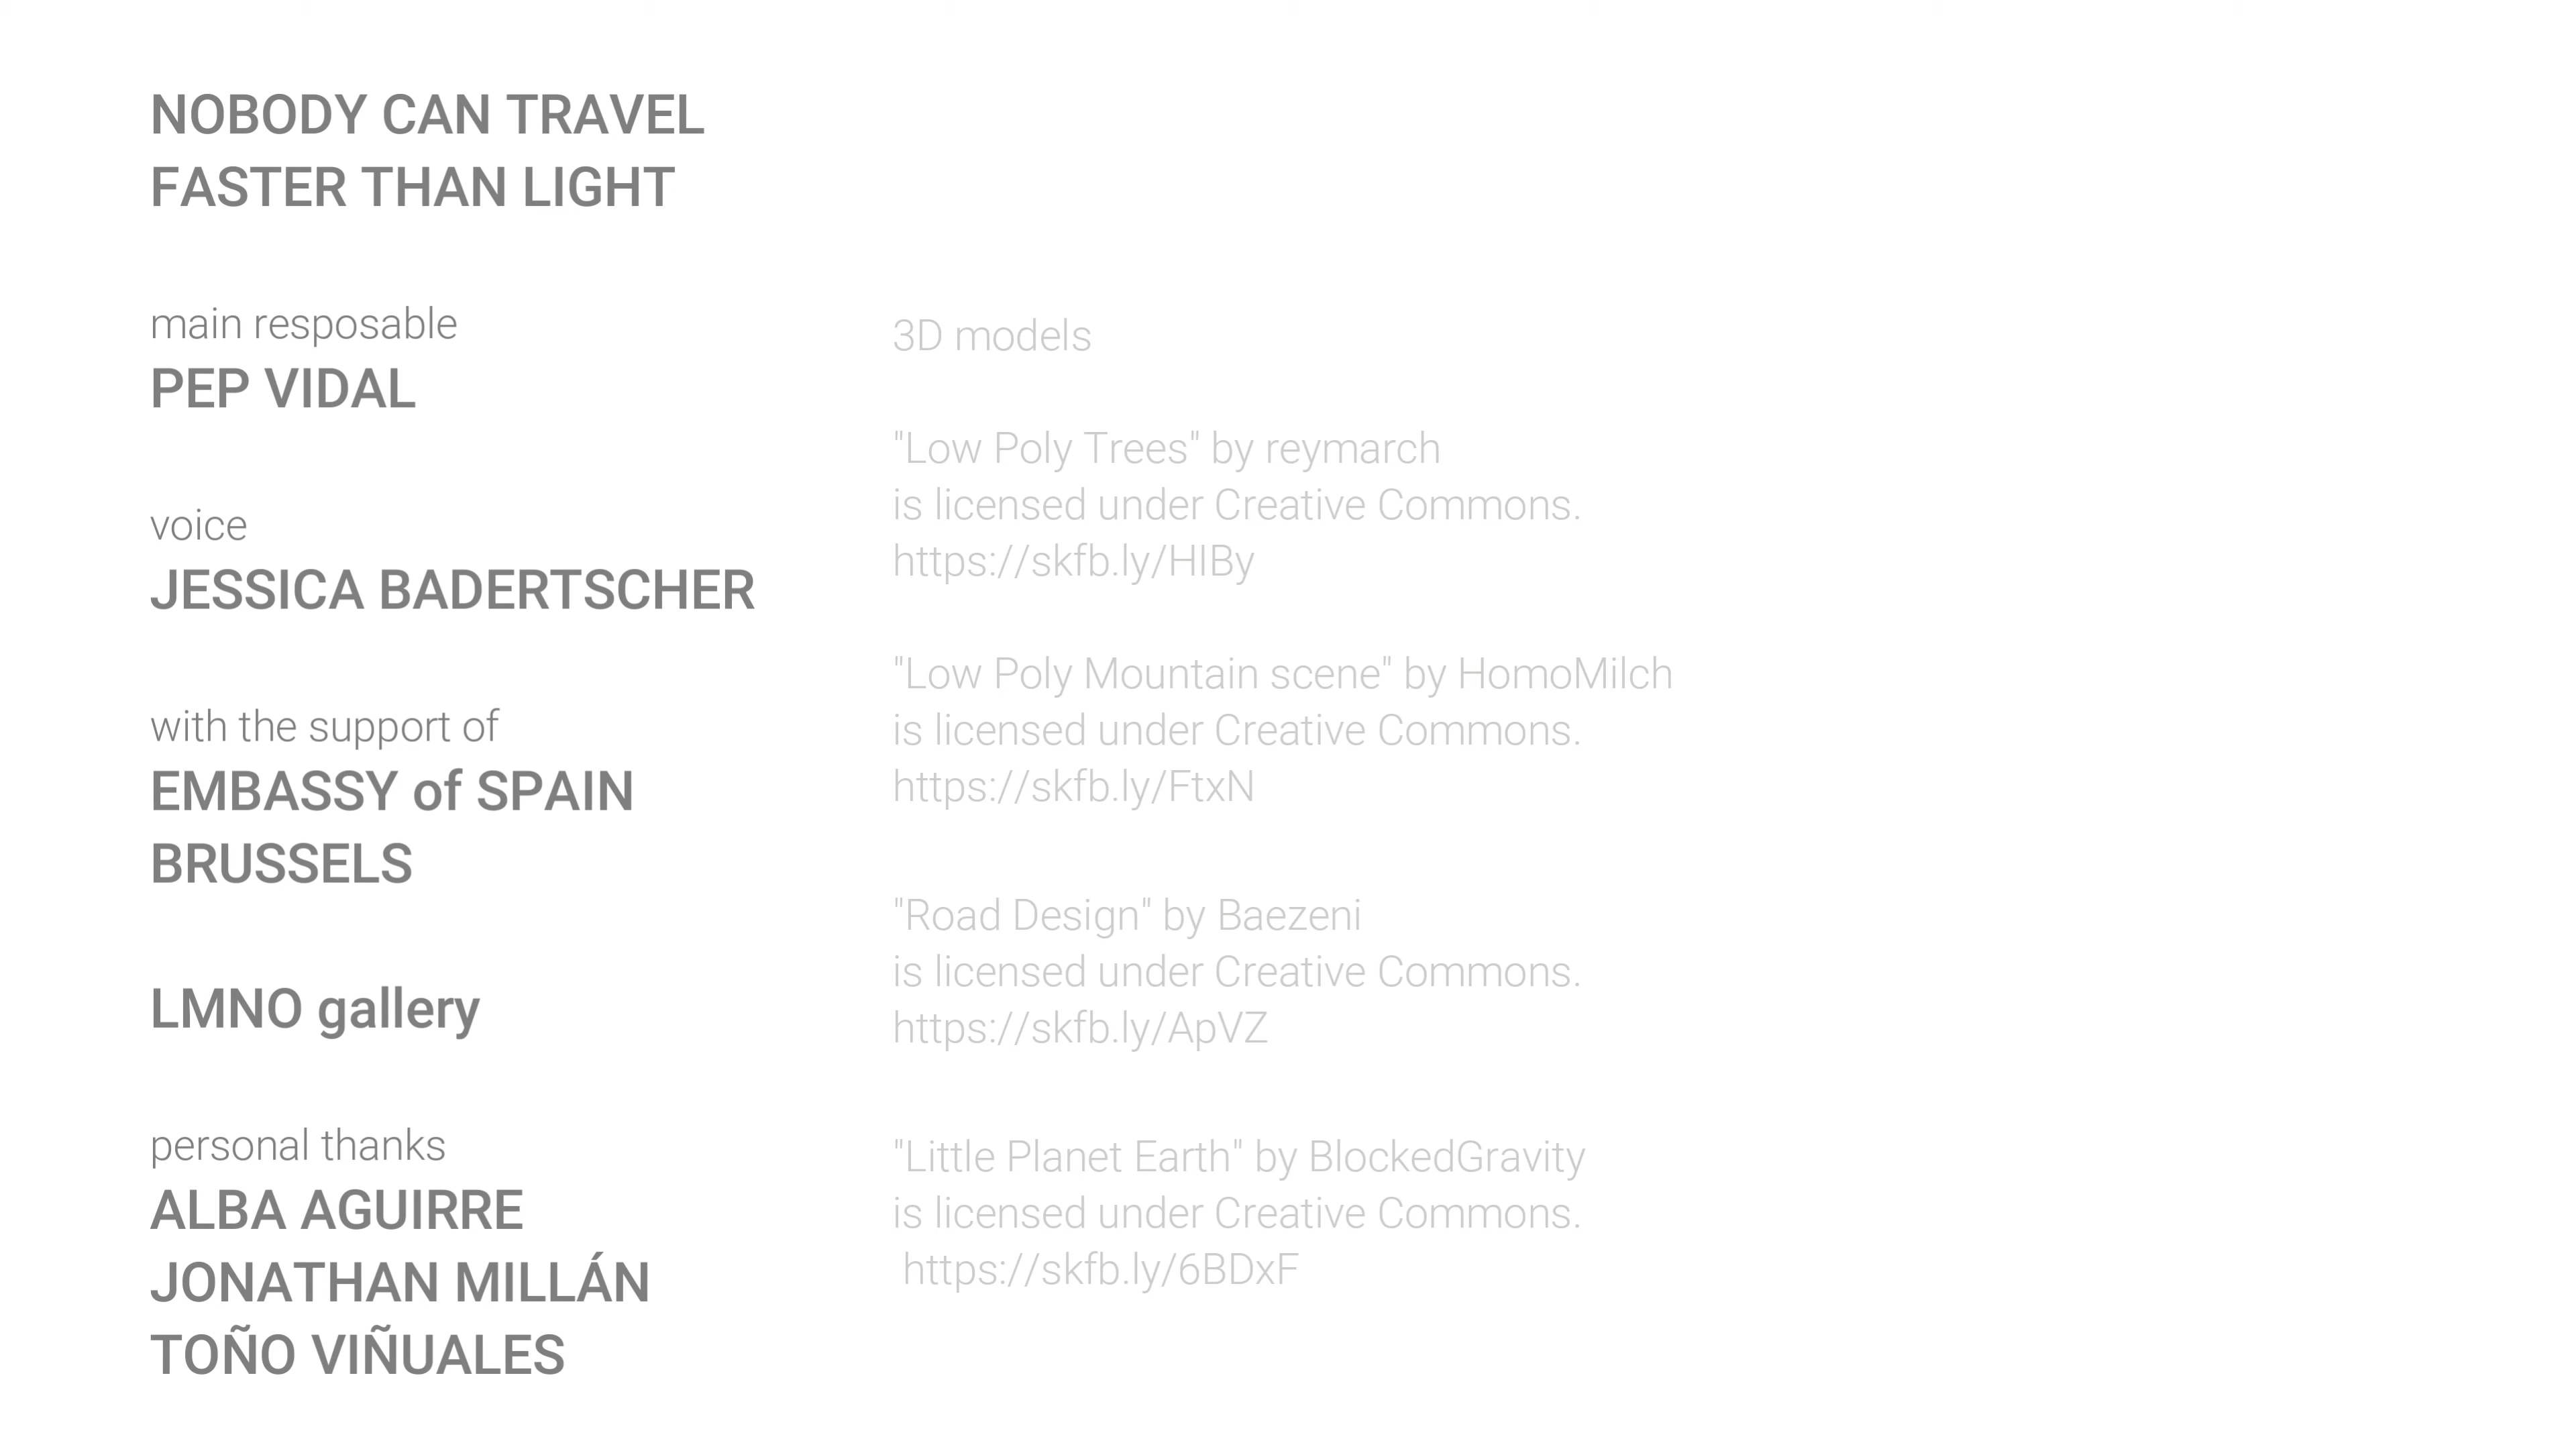 NOBODY CAN TRAVEL
FASTER THAN LIGHT
main resposable
PEP VIDAL
voice
JESSICA BADERTSCHER
with the support of
EMBASSY of SPAIN
BRUSSELS
LMNO gallery
personal thanks
ALBA AGUIRRE
JONATHAN MILLÁN
TOÑO VIÑUALES
3D models
"Low Poly Trees" by reymarch
is licensed under Creative Commons.
https://skfb.ly/HIBy
"Low Poly Mountain scene" by HomoMilch
is licensed under Creative Commons.
https://skfb.ly/FtxN
"Road Design" by Baezeni
is licensed under Creative Commons.
https://skfb.ly/ApVZ
"Little Planet Earth" by BlockedGravity
is licensed under Creative Commons.
https://skfb.ly/6BDxF